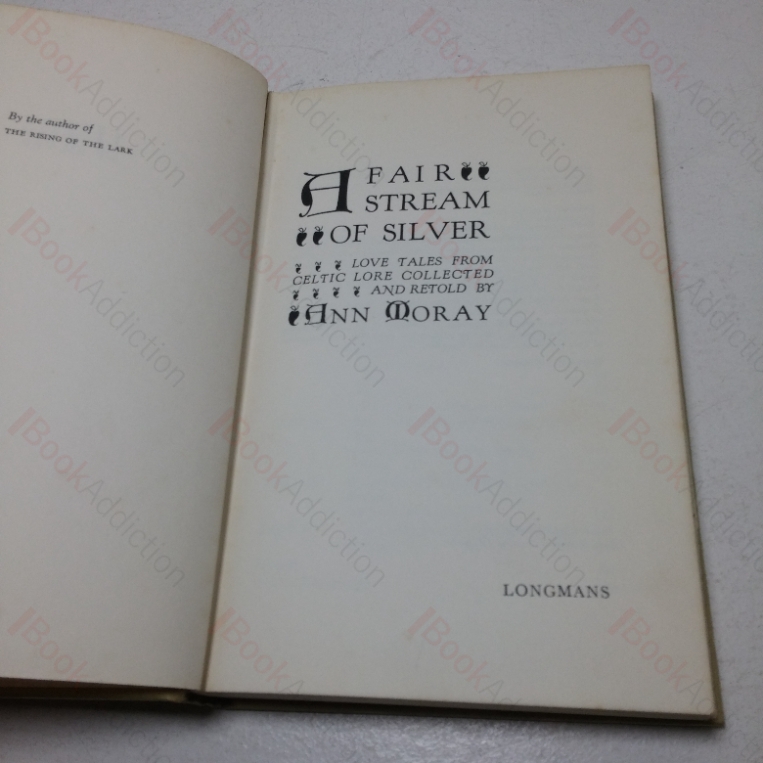 By the author of
THE RISING OF THE LARK
A FAIR
STREAM
OF SILVER
LOVE TALES FROM
CELTIC LORE COLLECTED
AND RETOLD BY
ANN MORAY
LONGMANS
BookAddiction